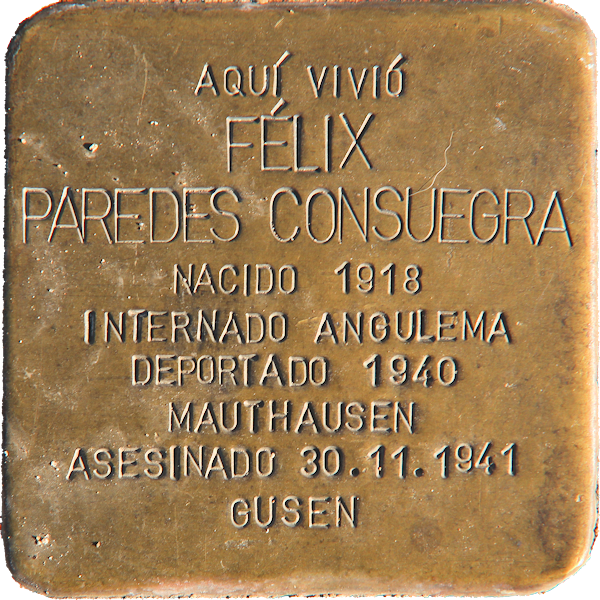 AQUÍ VIVIÓ
FÉLIX
PAREDES CONSUEGRA
NACIDO 1918
INTERNADO ANGULEMA
DEPORTADO 1940
MAUTHAUSEN
ASESINADO 30.11.1941
GUSEN